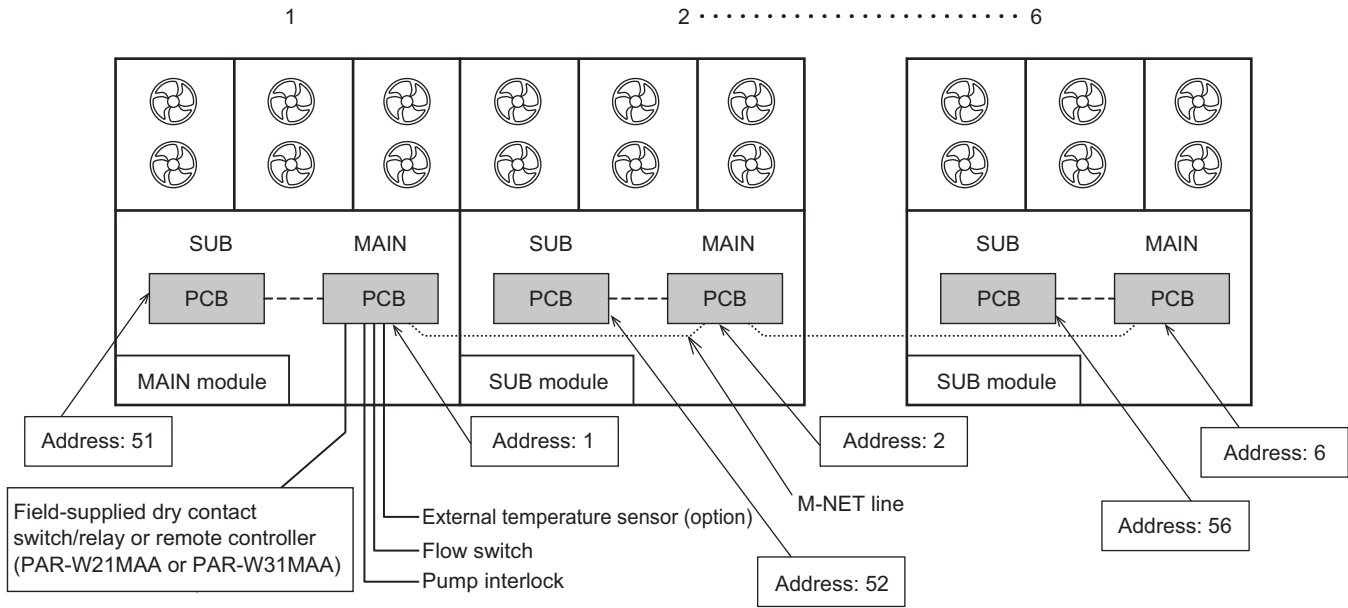 1
2 · · · · · · · · · · · · · · · · · · · · · · 6
SUB MAIN SUB MAIN SUB MAIN
PCB PCB PCB PCB PCB PCB
MAIN module SUB module SUB module
Address: 51 Address: 1 Address: 2 Address: 6
Field-supplied dry contact
switch/relay or remote controller
(PAR-W21MAA or PAR-W31MAA)
External temperature sensor (option)
Flow switch
Pump interlock
M-NET line
Address: 52
Address: 56